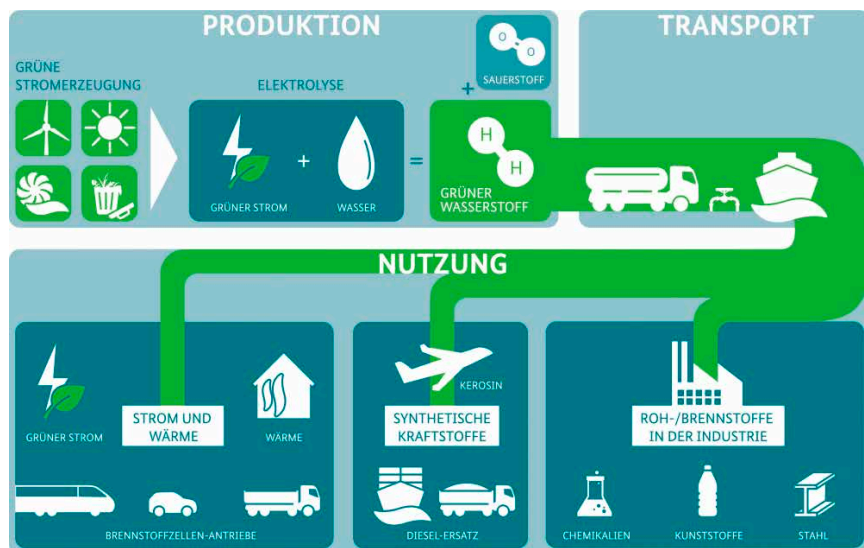 PRODUKTION
GRÜNE
STROMERZEUGUNG
ELEKTROLYSE
GRÜNER STROM
+
WASSER
=
+
O
O
SAUERSTOFF
H
H
GRÜNER
WASSERSTOFF
TRANSPORT
NUTZUNG
GRÜNER STROM
STROM UND
WÄRME
WÄRME
BRENNSTOFFZELLEN-ANTRIEBE
KEROSIN
SYNTHETISCHE
KRAFTSTOFFE
DIESEL-ERSATZ
ROH-/BRENNSTOFFE
IN DER INDUSTRIE
CHEMIKALIEN
KUNSTSTOFFE
STAHL